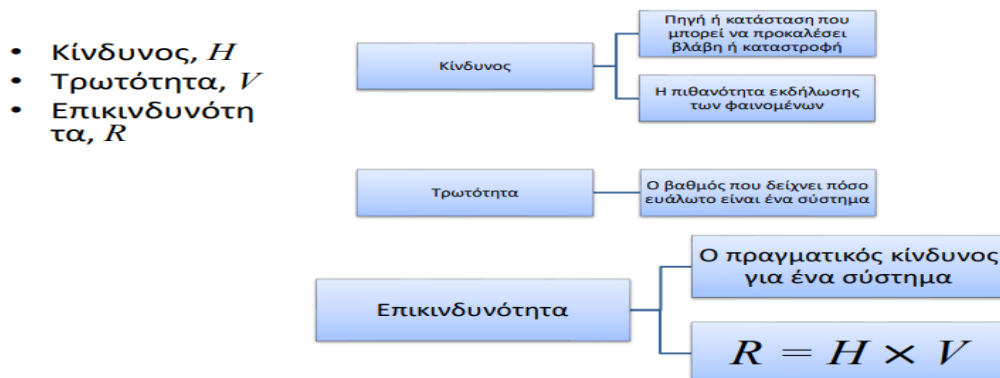 • Κίνδυνος, H
• Τρωτότητα, V
• Επικινδυνότη
τα, R
Κίνδυνος
Πηγή ή κατάσταση που
μπορεί να προκαλέσει
βλάβη ή καταστροφή
Η πιθανότητα εκδήλωσης
των φαινομένων
Τρωτότητα
Ο βαθμός που δείχνει πόσο
ευάλωτο είναι ένα σύστημα
Επικινδυνότητα
Ο πραγματικός κίνδυνος
για ένα σύστημα
R = H × V